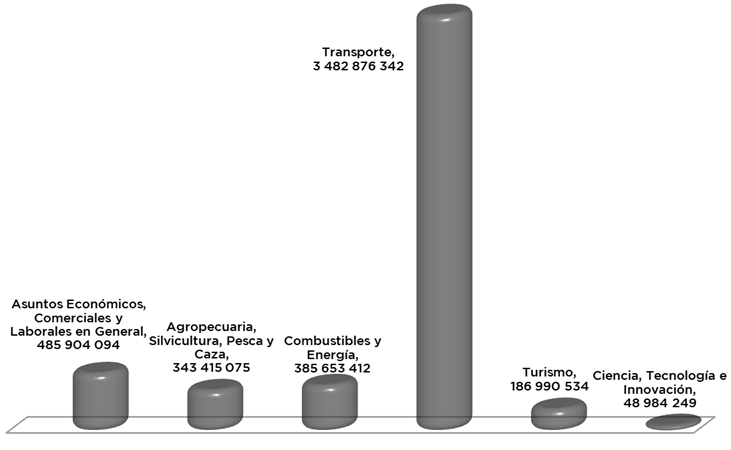 Transporte,
3 482 876 342
Asuntos Económicos,
Comerciales y
Laborales en General,
485 904 094
Agropecuaria,
Silvicultura, Pesca y
Caza,
343 415 075
Combustibles y
Energía,
385 653 412
Turismo,
186 990 534
Ciencia, Tecnología e
Innovación,
48 984 249